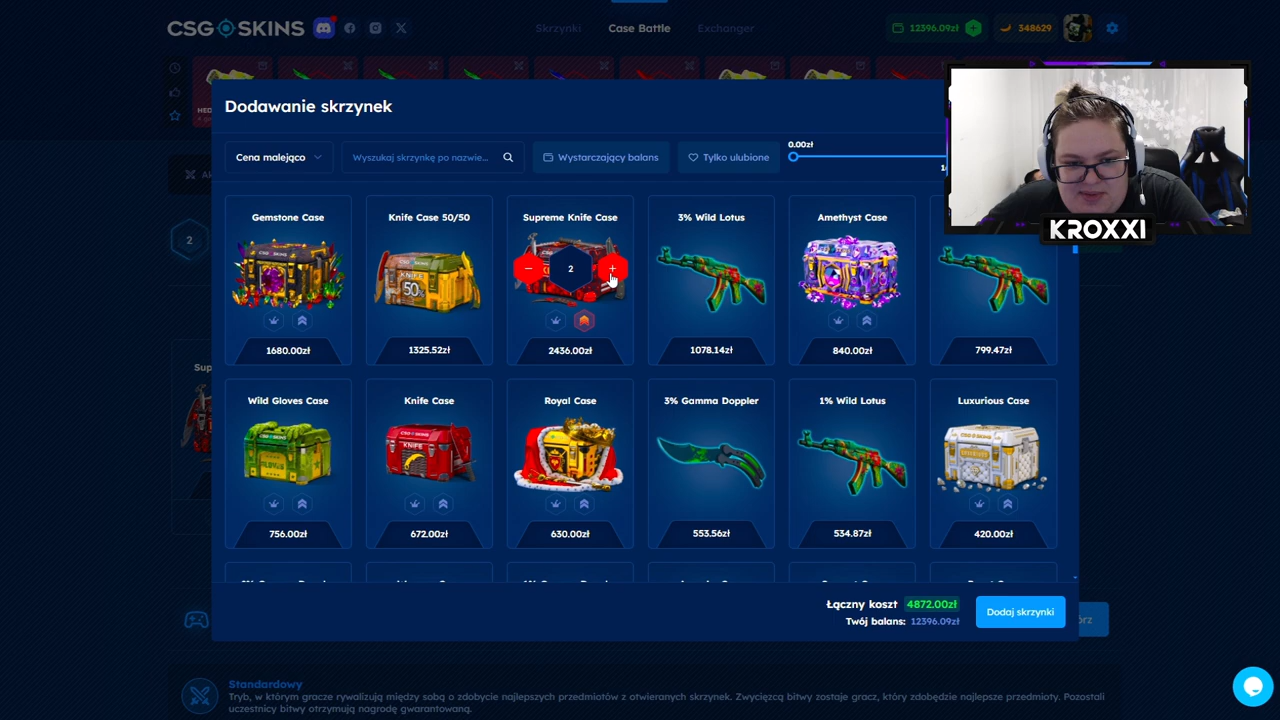 CSG SKINS
Skrzynki
Case Battle
Exchanger
12396.09zł
348629
Dodawanie skrzynek
Cena malejąco
Wyszukaj skrzynkę po nazwie...
Wystarczający balans
Tylko ulubione
0.00zł
KROXXI
2
Gemstone Case
Knife Case 50/50
Supreme Knife Case
3% Wild Lotus
Amethyst Case
2
1680.00zł
1325.52zł
2436.00zł
1078.14zł
840.00zł
799.47zł
Sup
Wild Gloves Case
Knife Case
Royal Case
3% Gamma Doppler
1% Wild Lotus
Luxurious Case
756.00zł
672.00zł
630.00zł
553.56zł
534.87zł
420.00zł
Łączny koszt 4872.00zł
Twój balans: 12396.09zł
Dodaj skrzynki
Standardowy
Tryb, w którym gracze rywalizują między sobą o zdobycie najlepszych przedmiotów z otwieranych skrzynek. Zwycięzcą bitwy zostaje gracz, który zdobędzie najlepsze przedmioty. Pozostali
uczestnicy bitwy otrzymują nagrodę gwarantowaną.